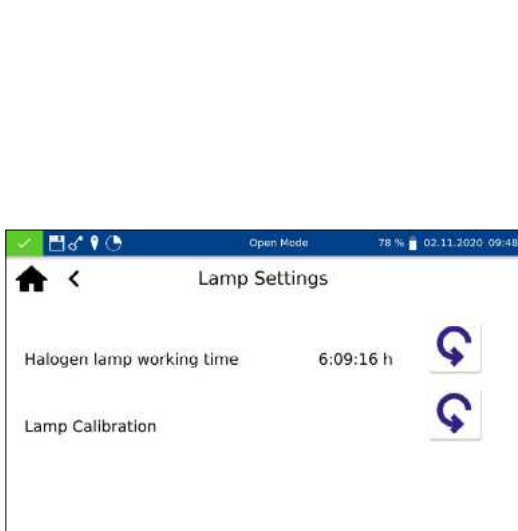 Open Mode 78 % 02.11.2020 09:48
Lamp Settings
Halogen lamp working time 6:09:16 h
Lamp Calibration